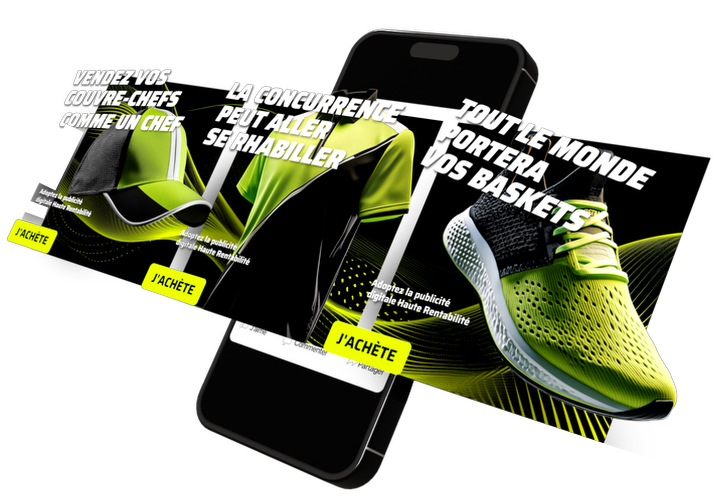 VENDEZ VOS
COUVRE-CHEFS
COMME UN CHEF
Adoptez la publicité
digitale Haute Rentabilité
J'ACHÈTE
LA CONCURRENCE
PEUT ALLER
SE RHABILLER
Adoptez la publicité
digitale Haute Rentabilité
J'ACHÈTE
TOUT LE MONDE
PORTERA
VOS BASKETS
Adoptez la publicité
digitale Haute Rentabilité
J'ACHÈTE
J'aime
Commenter
Partager